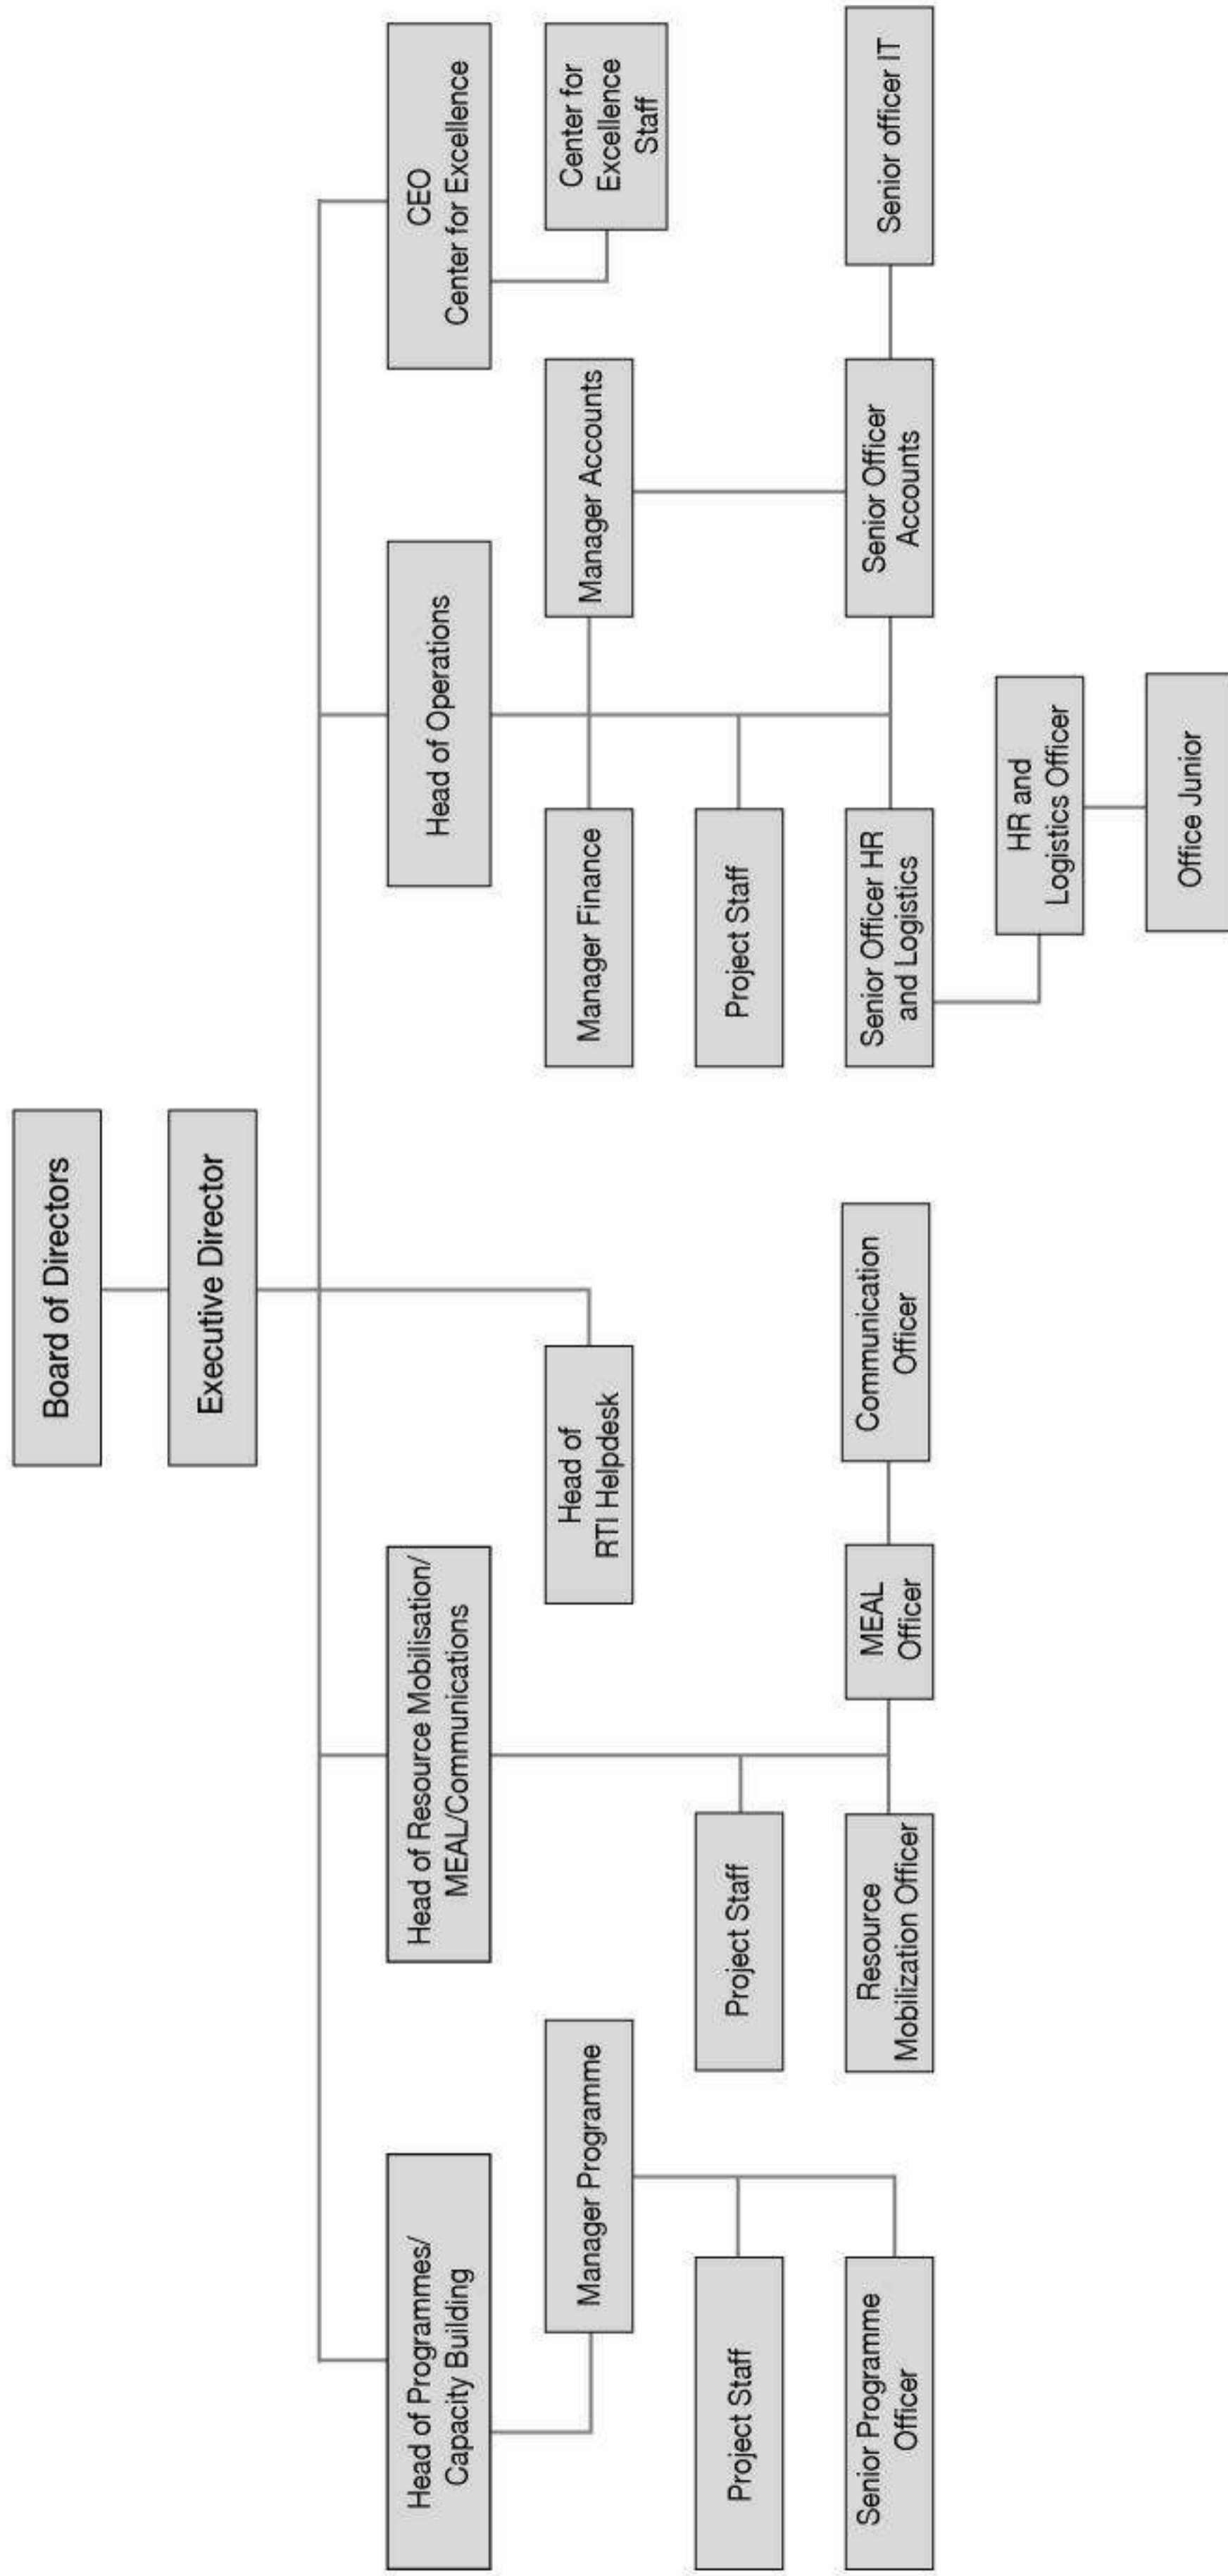 Board of Directors
Executive Director
Head of Programmes/
Capacity Building
Head of Resource Mobilisation/
MEAL/Communications
Head of Operations
CEO
Center for Excellence
Manager Programme
Head of
RTI Helpdesk
Manager Finance
Manager Accounts
Center for
Excellence
Staff
Project Staff
Project Staff
Project Staff
Senior Programme
Officer
Resource
Mobilization Officer
MEAL
Officer
Communication
Officer
Senior Officer HR
and Logistics
Senior Officer
Accounts
Senior officer IT
HR and
Logistics Officer
Office Junior